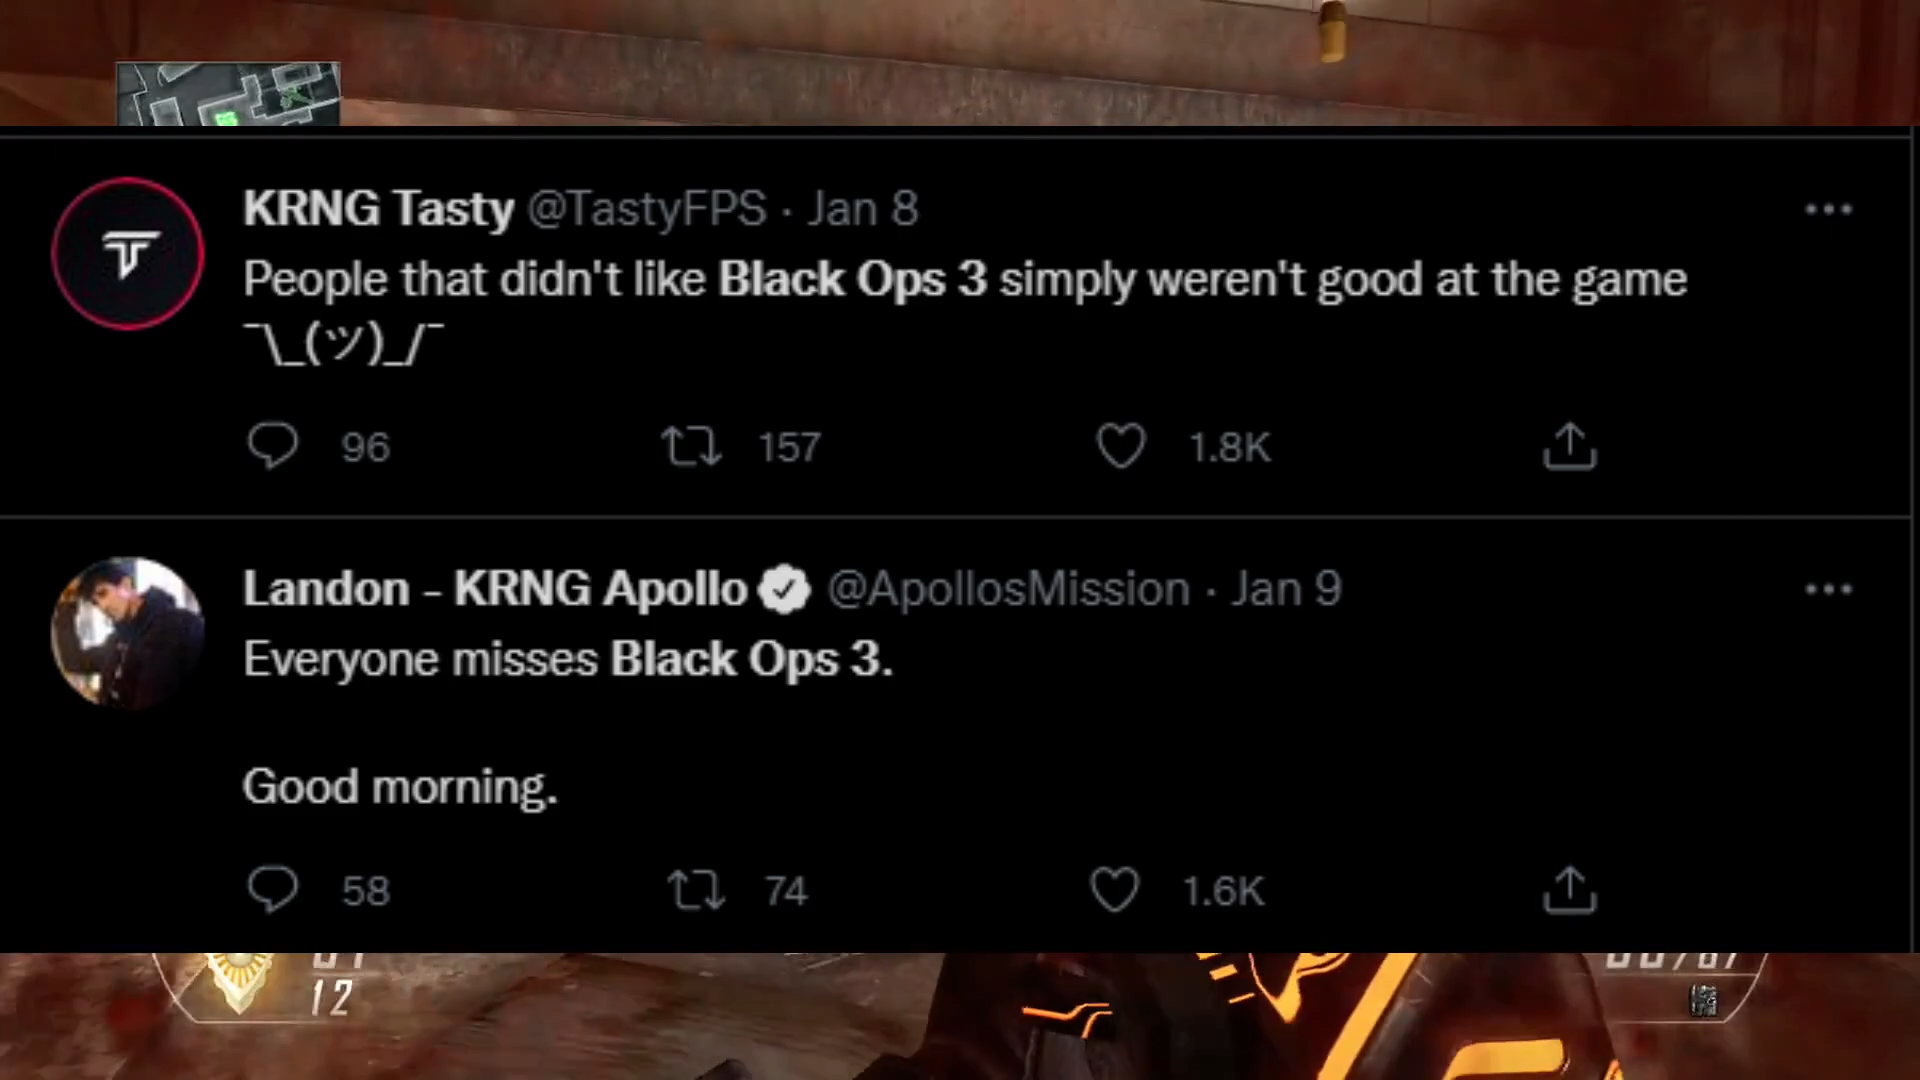 KRNG Tasty @TastyFPS · Jan 8
People that didn't like Black Ops 3 simply weren't good at the game
¯\_(ツ)_/¯
96 157 1.8K
Landon - KRNG Apollo @ApollosMission · Jan 9
Everyone misses Black Ops 3.
Good morning.
58 74 1.6K
12